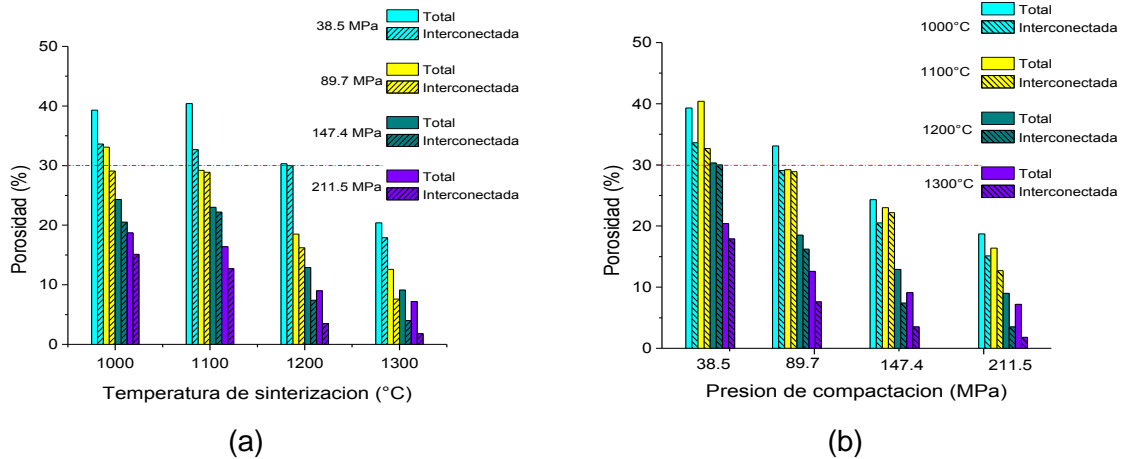 38.5 MPa
Total
Interconectada
89.7 MPa
Total
Interconectada
147.4 MPa
Total
Interconectada
211.5 MPa
Total
Interconectada
Porosidad (%)
50
40
30
20
10
0
1000 1100 1200 1300
Temperatura de sinterizacion (°C)
(a)
1000°C
Total
Interconectada
1100°C
Total
Interconectada
1200°C
Total
Interconectada
1300°C
Total
Interconectada
Porosidad (%)
50
40
30
20
10
0
38.5 89.7 147.4 211.5
Presion de compactacion (MPa)
(b)